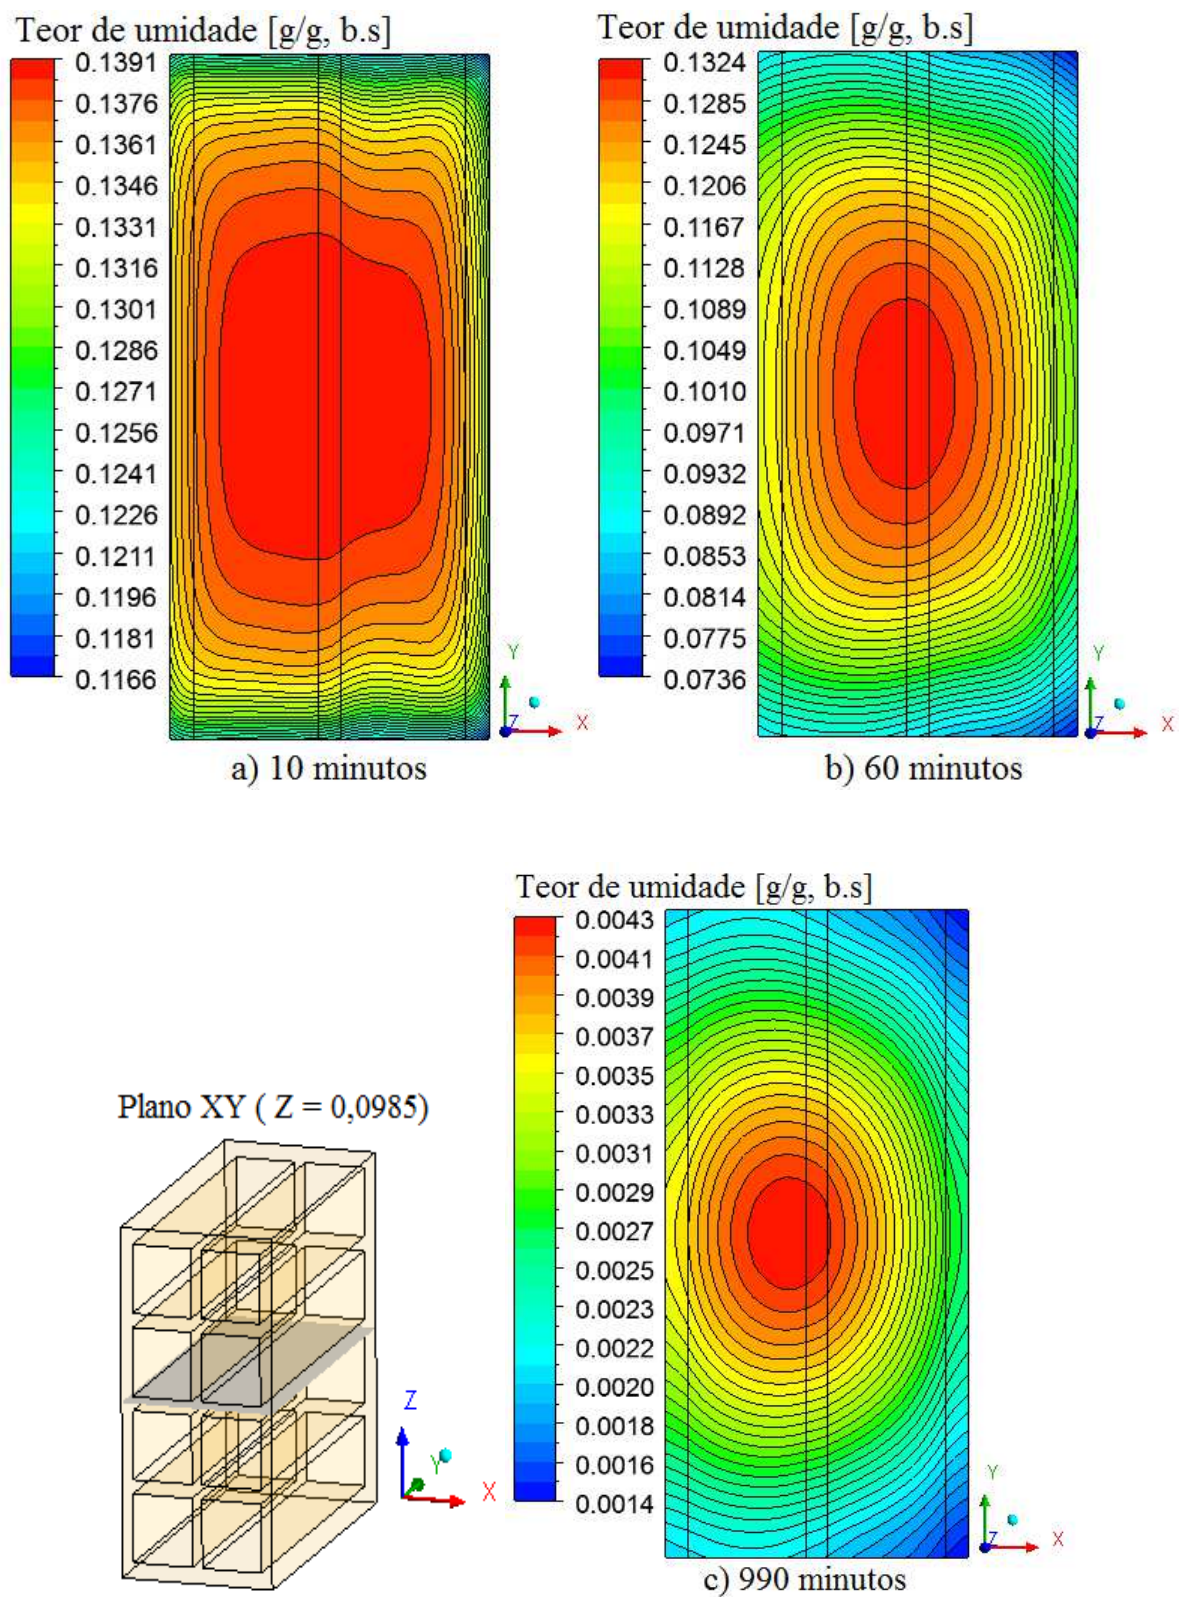 Teor de umidade [g/g, b.s]
0.1391
0.1376
0.1361
0.1346
0.1331
0.1316
0.1301
0.1286
0.1271
0.1256
0.1241
0.1226
0.1211
0.1196
0.1181
0.1166
Y
Z
X
a) 10 minutos
Teor de umidade [g/g, b.s]
0.1324
0.1285
0.1245
0.1206
0.1167
0.1128
0.1089
0.1049
0.1010
0.0971
0.0932
0.0892
0.0853
0.0814
0.0775
0.0736
Y
Z
X
b) 60 minutos
Plano XY ( Z = 0,0985)
Z
Y
X
Teor de umidade [g/g, b.s]
0.0043
0.0041
0.0039
0.0037
0.0035
0.0033
0.0031
0.0029
0.0027
0.0025
0.0023
0.0022
0.0020
0.0018
0.0016
0.0014
Y
Z
X
c) 990 minutos